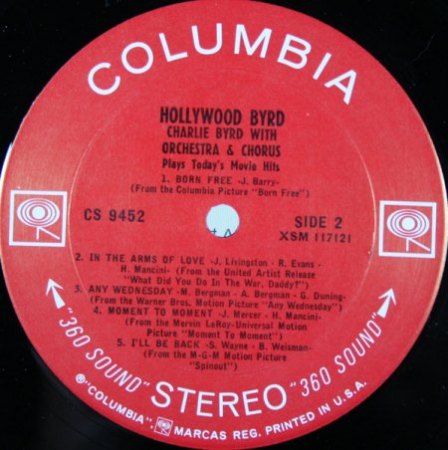 COLUMBIA
HOLLYWOOD BYRD
CHARLIE BYRD WITH
ORCHESTRA & CHORUS
Plays Today's Movie Hits
1. BORN FREE -J. Barry-
(From the Columbia Picture "Born Free")
CS 9452
SIDE 2
XSM 117121
2. IN THE ARMS OF LOVE -J. Livingston - R. Evans-
H. Mancini- (From the United Artist Release
"What Did You Do In The War, Daddy?")
3. ANY WEDNESDAY -M. Bergman - A. Bergman - G. Duning-
(From the Warner Bros. Motion Picture "Any Wednesday")
4. MOMENT TO MOMENT -J. Mercer - H. Mancini-
(From the Mervin LeRoy-Universal Motion
Picture "Moment To Moment")
5. I'LL BE BACK -S. Wayne - B. Weisman-
(From the M-G-M Motion Picture
"Spinout")
"360 SOUND" STEREO "360 SOUND"
®"COLUMBIA", MARCAS REG. PRINTED IN U.S.A.